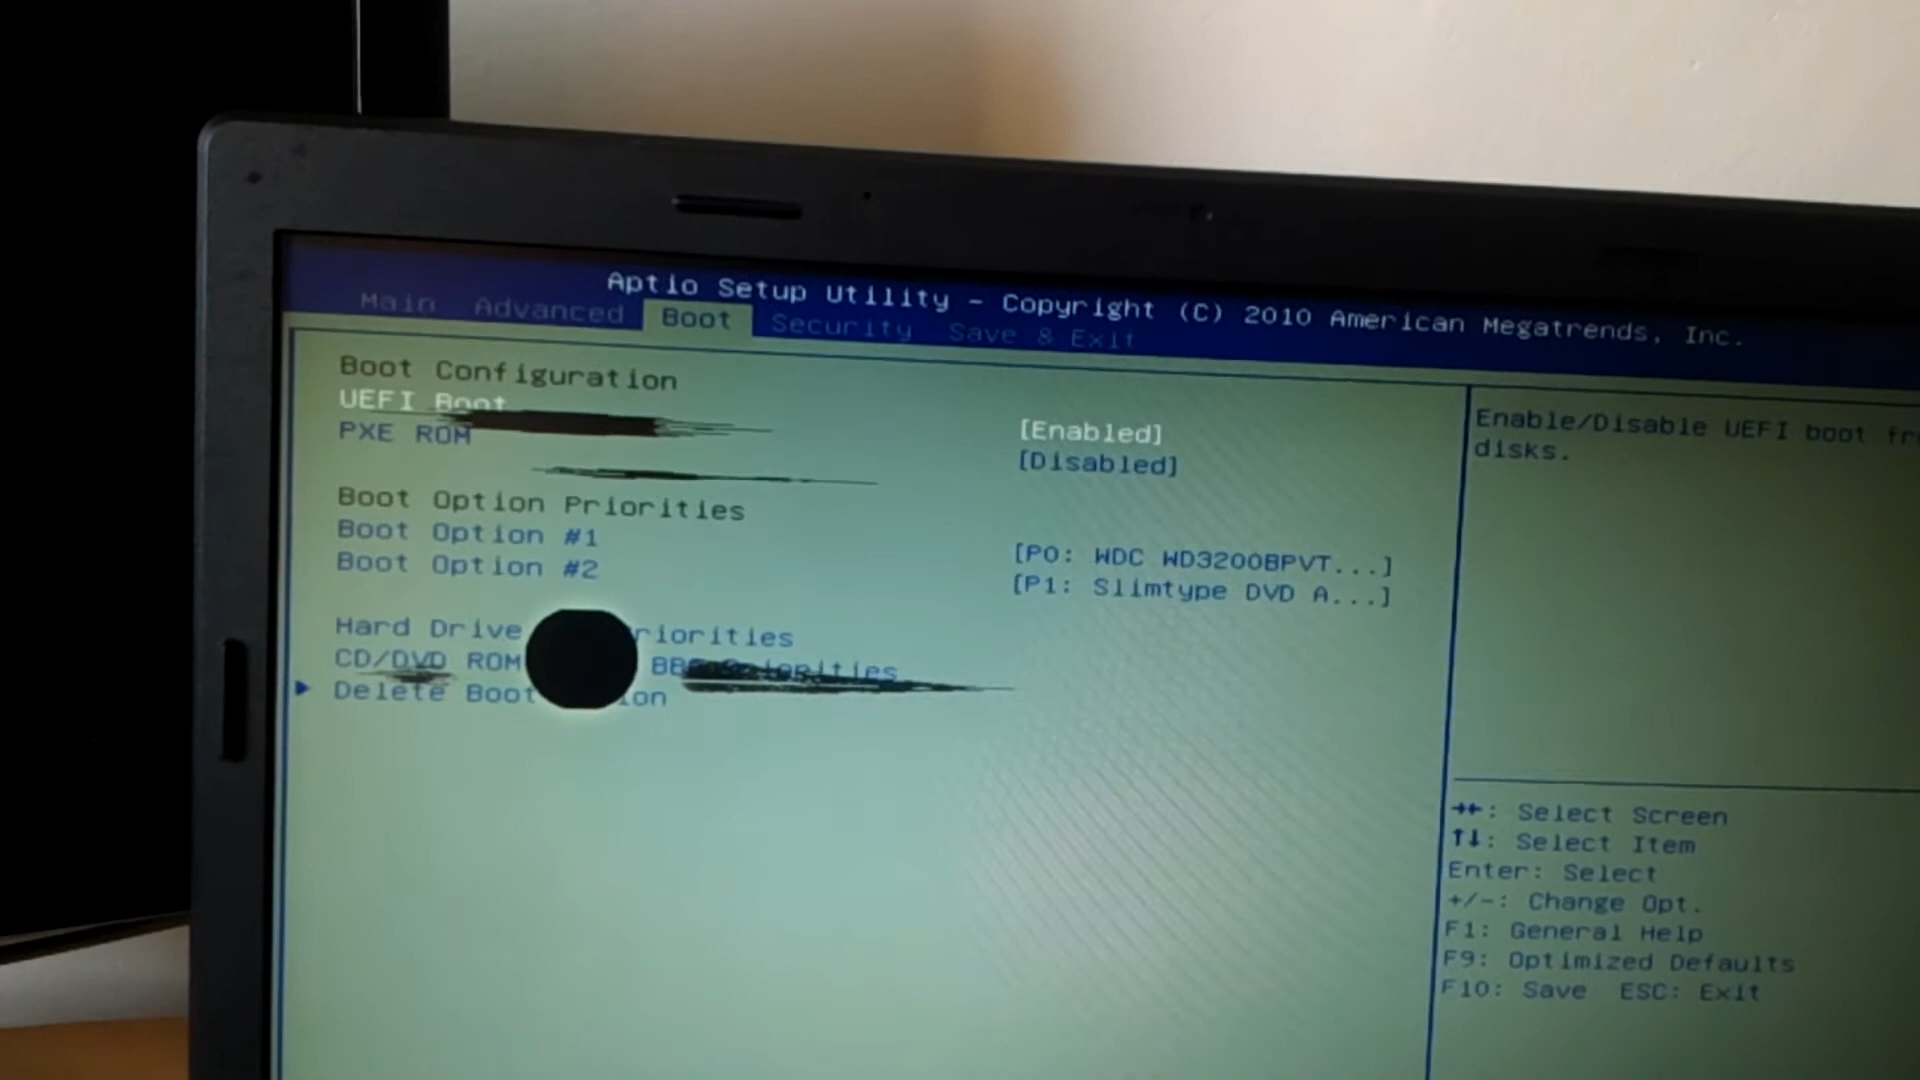 Aptio Setup Utility - Copyright (C) 2010 American Megatrends, Inc.
Main Advanced Boot Security Save & Exit
Boot Configuration
UEFI Boot [Enabled]
PXE ROM [Disabled]
Boot Option Priorities
Boot Option #1 [P0: WDC WD3200BPVT...]
Boot Option #2 [P1: Slimtype DVD A...]
Hard Drive
CD/DVD ROM Priorities
Delete Boot
Enable/Disable UEFI boot
disks.
→←: Select Screen
↑↓: Select Item
Enter: Select
+/-: Change Opt.
F1: General Help
F9: Optimized Defaults
F10: Save ESC: Exit